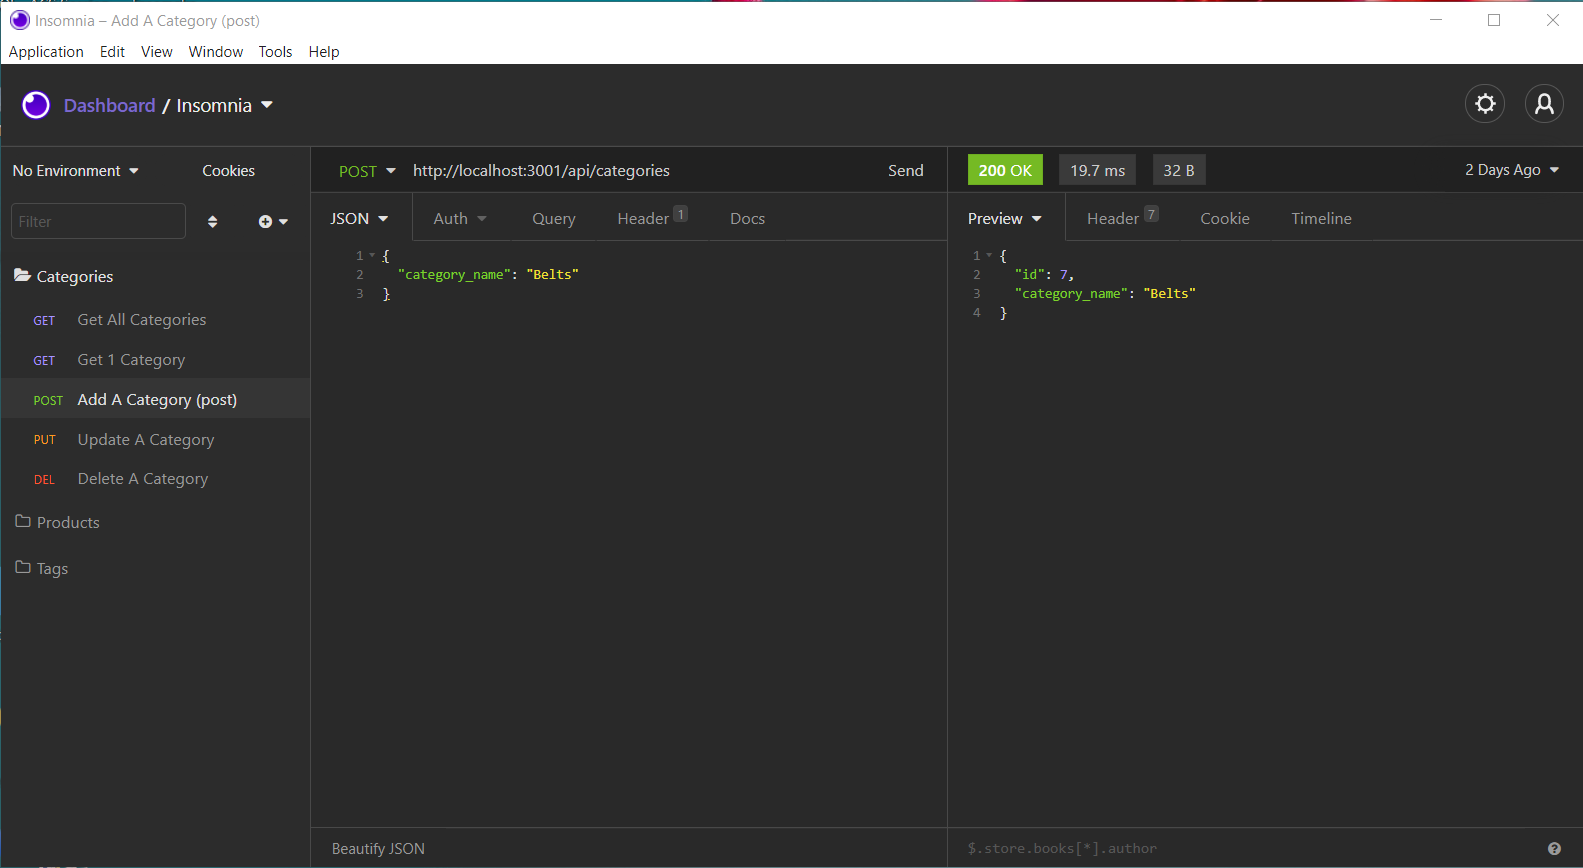 Insomnia – Add A Category (post)
Application Edit View Window Tools Help
Dashboard / Insomnia
No Environment Cookies
Filter
Categories
GET Get All Categories
GET Get 1 Category
POST Add A Category (post)
PUT Update A Category
DEL Delete A Category
Products
Tags
POST http://localhost:3001/api/categories Send
JSON Auth Query Header 1 Docs
1 {
2 "category_name": "Belts"
3 }
Beautify JSON
200 OK 19.7 ms 32 B 2 Days Ago
Preview Header 7 Cookie Timeline
1 {
2 "id": 7,
3 "category_name": "Belts"
4 }
$.store.books[*].author